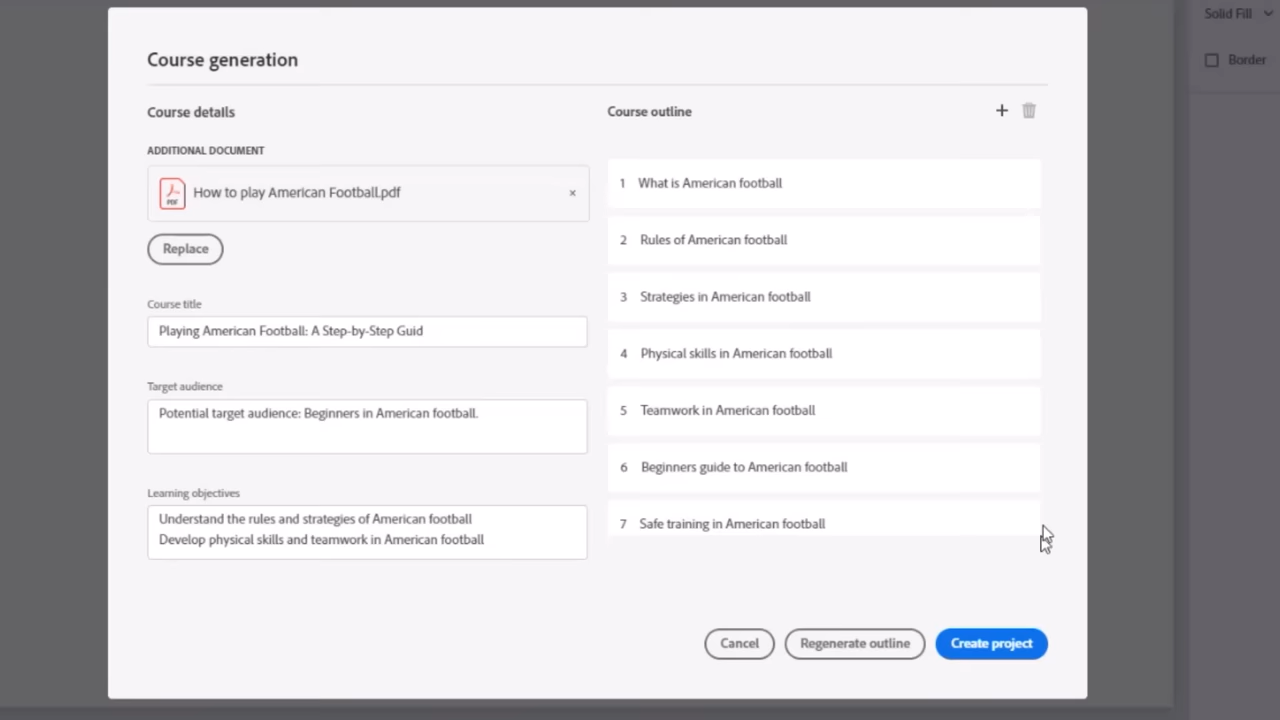 Solid Fill
Border
Course generation
Course details
ADDITIONAL DOCUMENT
PDF
How to play American Football.pdf
×
Replace
Course title
Playing American Football: A Step-by-Step Guid
Target audience
Potential target audience: Beginners in American football.
Learning objectives
Understand the rules and strategies of American football
Develop physical skills and teamwork in American football
Course outline
+
1 What is American football
2 Rules of American football
3 Strategies in American football
4 Physical skills in American football
5 Teamwork in American football
6 Beginners guide to American football
7 Safe training in American football
Cancel
Regenerate outline
Create project